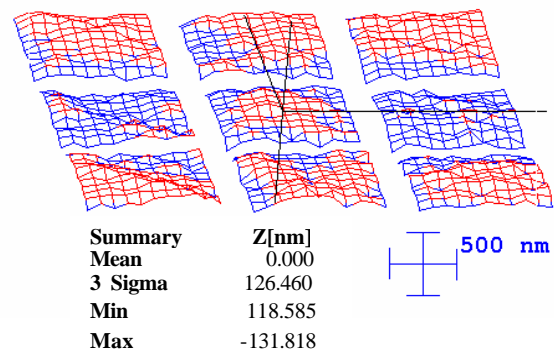 Summary Z[nm]
Mean 0.000
3 Sigma 126.460
Min 118.585
Max -131.818
500 nm